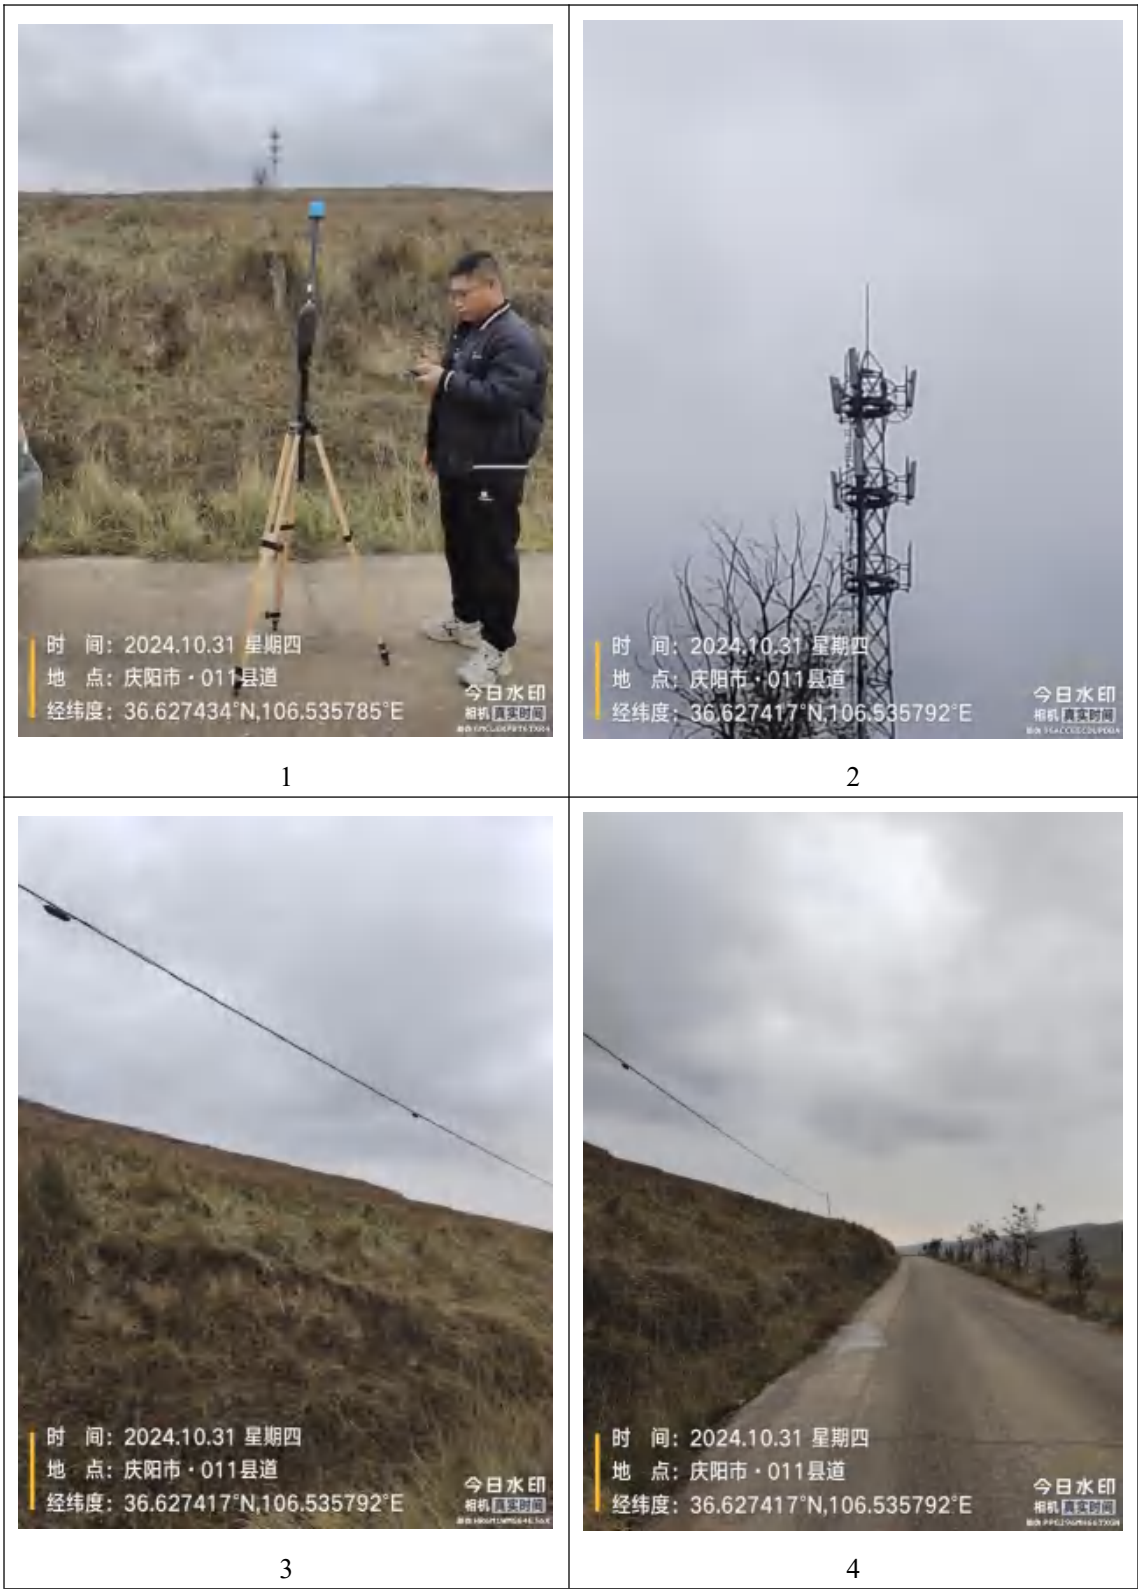 时 间: 2024.10.31 星期四
地 点: 庆阳市·011县道
经纬度: 36.627434°N,106.535785°E
今日水印
相机 真实时间
1
时 间: 2024.10.31 星期四
地 点: 庆阳市·011县道
经纬度: 36.627417°N,106.535792°E
今日水印
相机 真实时间
2
时 间: 2024.10.31 星期四
地 点: 庆阳市·011县道
经纬度: 36.627417°N,106.535792°E
今日水印
相机 真实时间
3
时 间: 2024.10.31 星期四
地 点: 庆阳市·011县道
经纬度: 36.627417°N,106.535792°E
今日水印
相机 真实时间
4